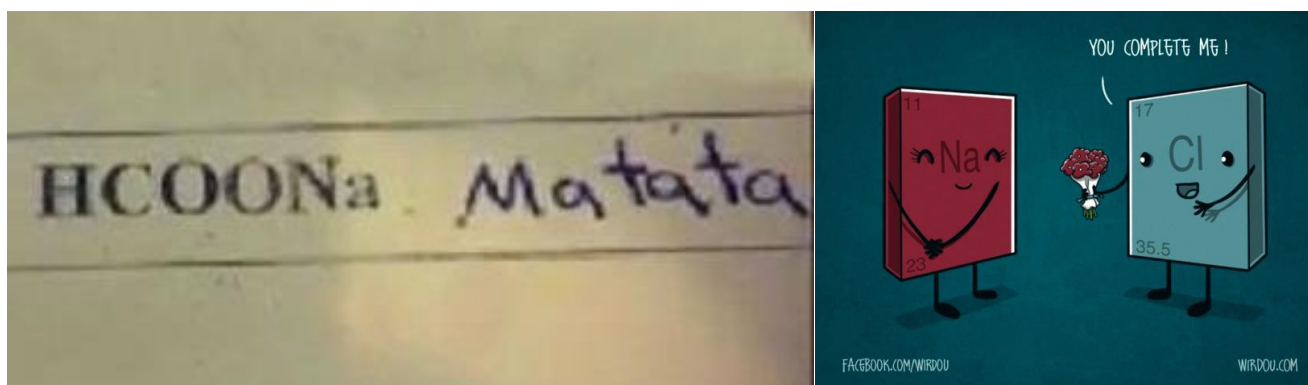 HCOONa Matata
YOU COMPLETE ME!
11
Na
23
17
Cl
35.5
FACEBOOK.COM/WIRDOU
WIRDOU.COM